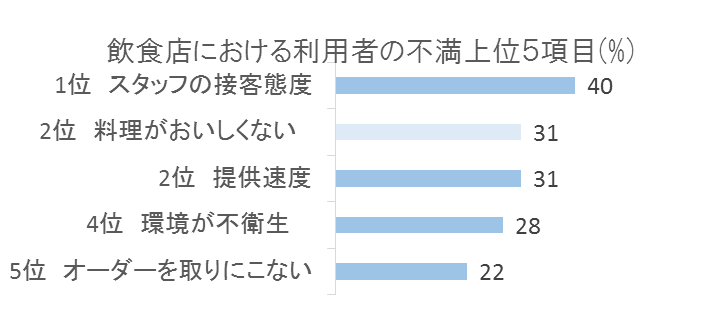 飲食店における利用者の不満上位５項目(%)
1位　スタッフの接客態度 40
2位　料理がおいしくない 31
2位　提供速度 31
4位　環境が不衛生 28
5位　オーダーを取りにこない 22